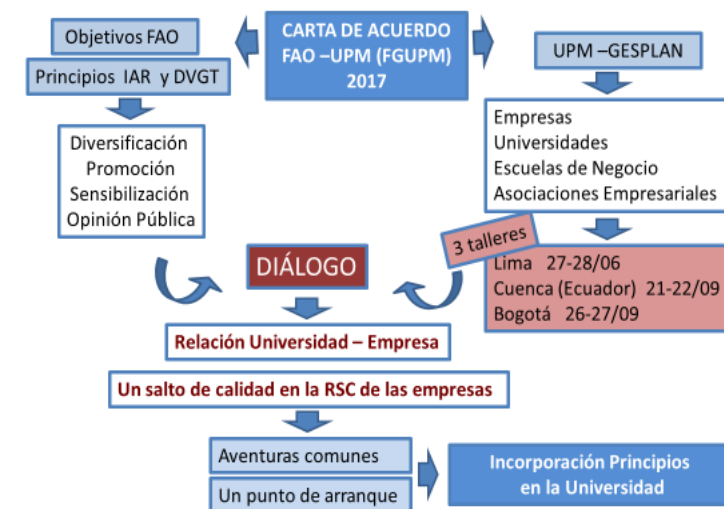 CARTA DE ACUERDO
FAO –UPM (FGUPM)
2017
Objetivos FAO
Principios IAR y DVGT
Diversificación
Promoción
Sensibilización
Opinión Pública
UPM –GESPLAN
Empresas
Universidades
Escuelas de Negocio
Asociaciones Empresariales
3 talleres
Lima 27-28/06
Cuenca (Ecuador) 21-22/09
Bogotá 26-27/09
DIÁLOGO
Relación Universidad – Empresa
Un salto de calidad en la RSC de las empresas
Aventuras comunes
Un punto de arranque
Incorporación Principios
en la Universidad